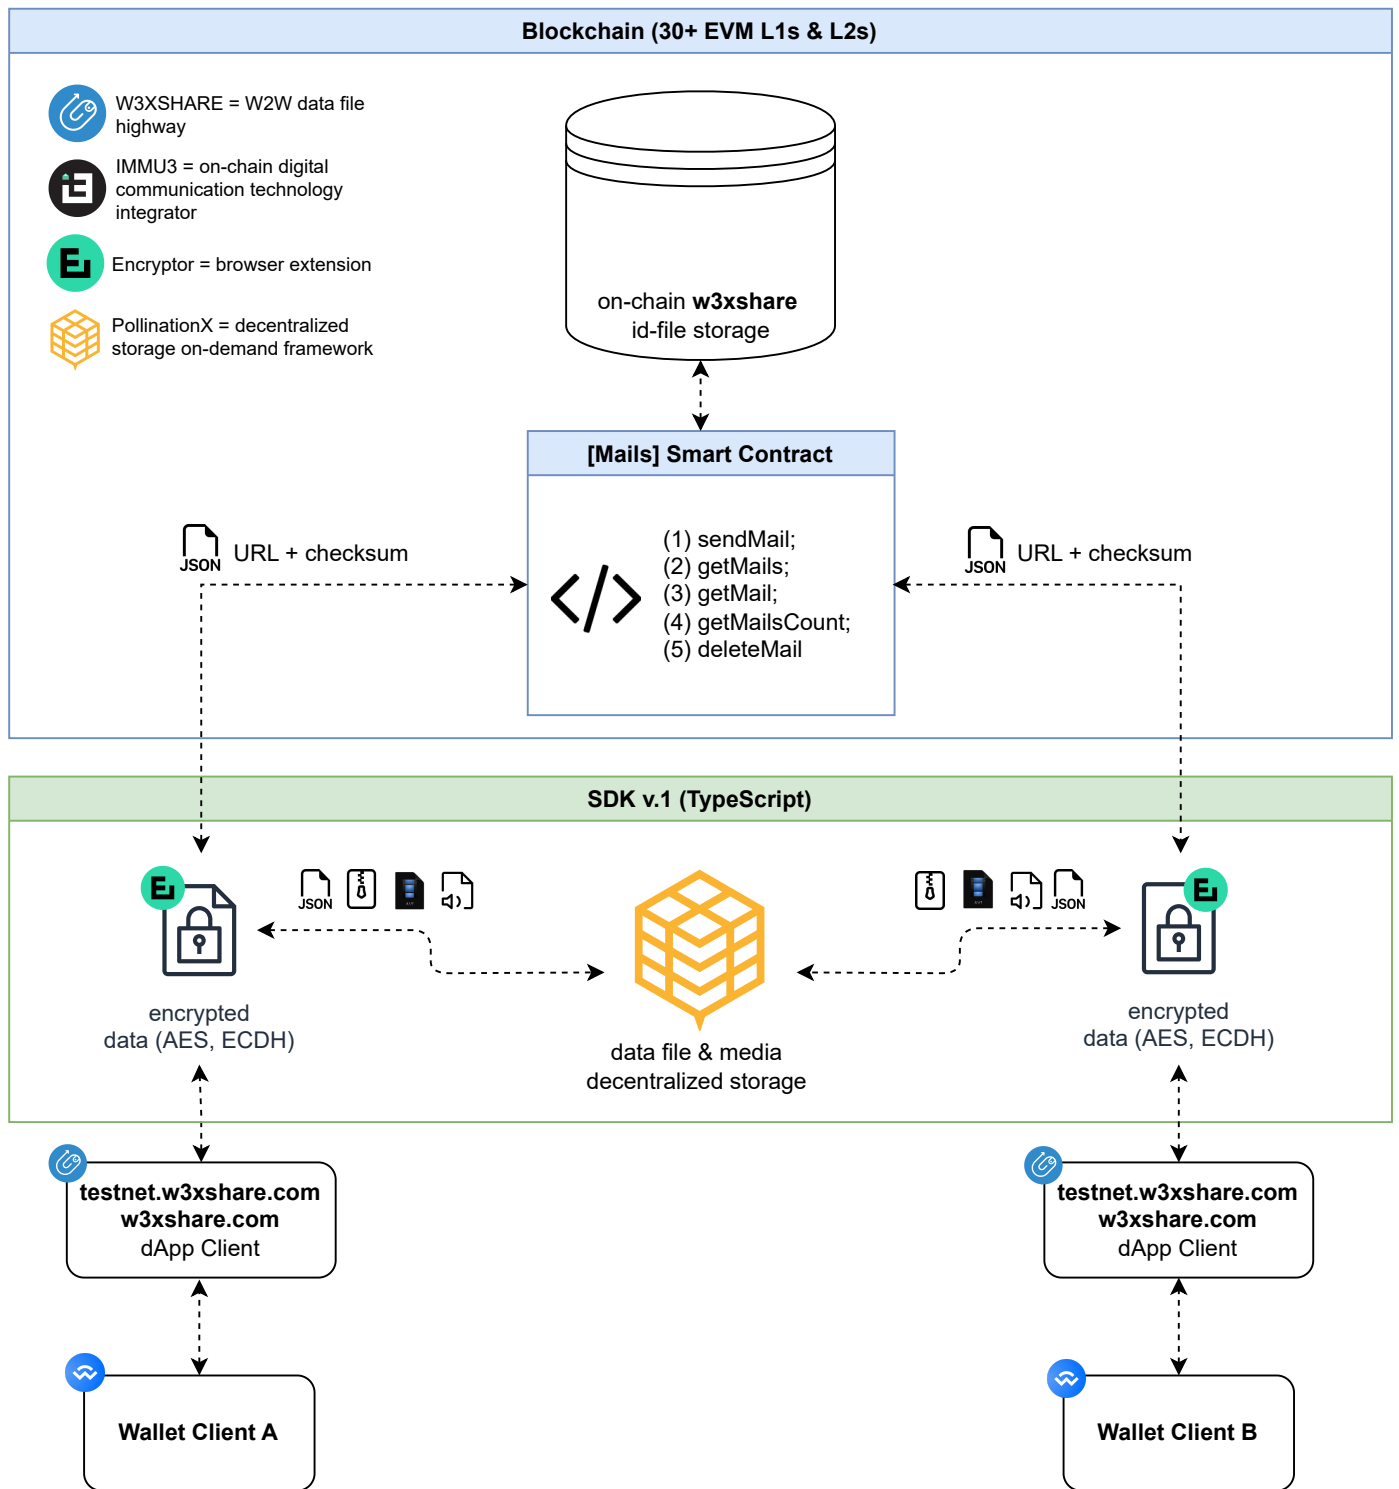 Blockchain (30+ EVM L1s & L2s)
W3XSHARE = W2W data file
highway
IMMU3 = on-chain digital
communication technology
integrator
Encryptor = browser extension
PollinationX = decentralized
storage on-demand framework
on-chain w3xshare
id-file storage
[Mails] Smart Contract
(1) sendMail;
(2) getMails;
(3) getMail;
(4) getMailsCount;
(5) deleteMail
JSON URL + checksum
JSON URL + checksum
SDK v.1 (TypeScript)
JSON
JSON
encrypted
data (AES, ECDH)
data file & media
decentralized storage
encrypted
data (AES, ECDH)
testnet.w3xshare.com
w3xshare.com
dApp Client
testnet.w3xshare.com
w3xshare.com
dApp Client
Wallet Client A
Wallet Client B